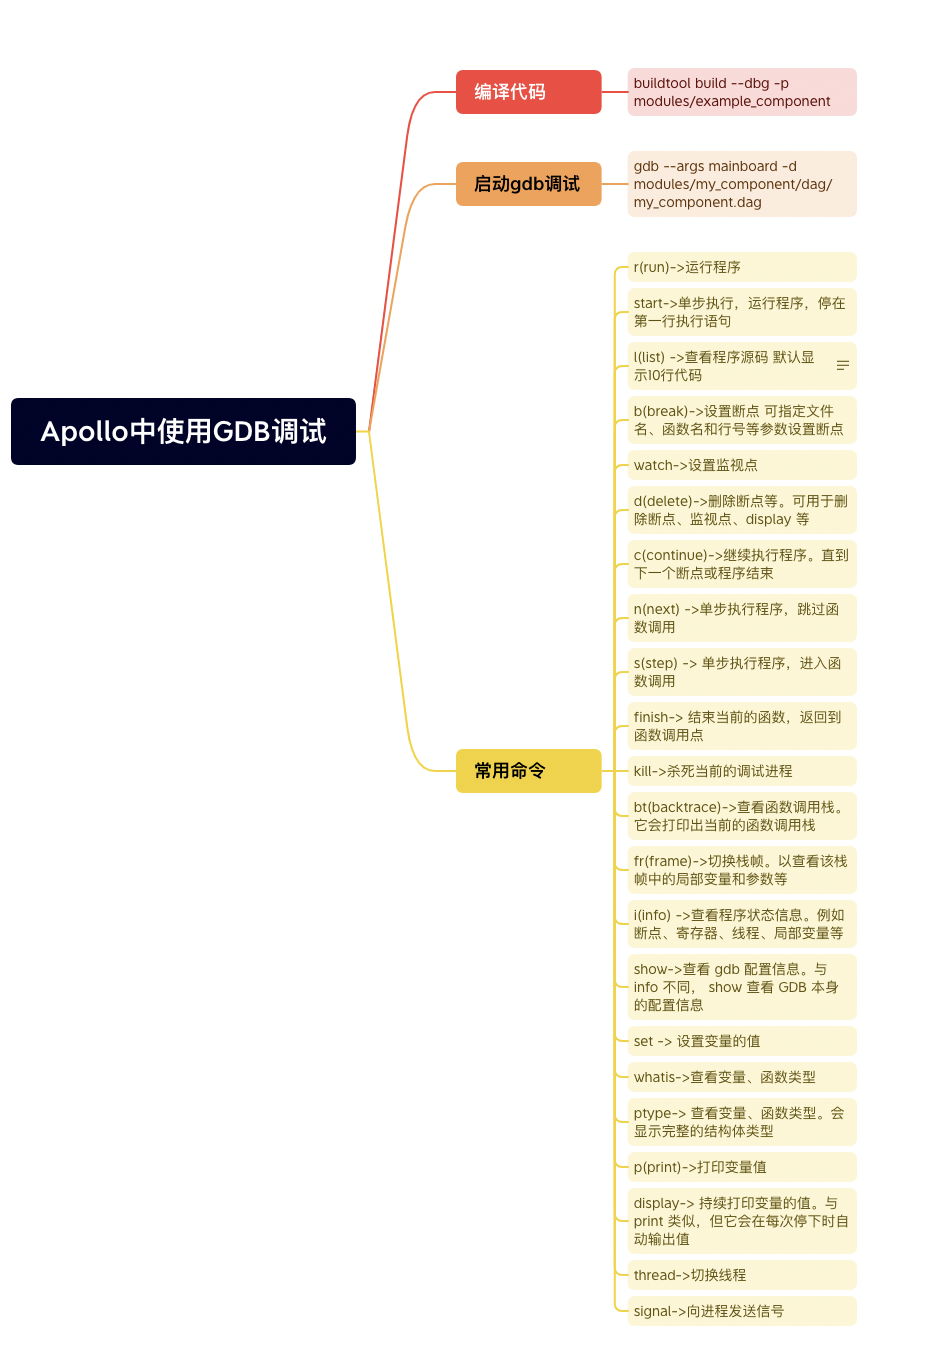 Apollo中使用GDB调试
编译代码
buildtool build --dbg -p
modules/example_component
启动gdb调试
gdb --args mainboard -d
modules/my_component/dag/
my_component.dag
常用命令
r(run)->运行程序
start->单步执行，运行程序，停在
第一行执行语句
l(list) ->查看程序源码 默认显
示10行代码
b(break)->设置断点 可指定文件
名、函数名和行号等参数设置断点
watch->设置监视点
d(delete)->删除断点等。可用于删
除断点、监视点、display 等
c(continue)->继续执行程序。直到
下一个断点或程序结束
n(next) ->单步执行程序，跳过函
数调用
s(step) -> 单步执行程序，进入函
数调用
finish-> 结束当前的函数，返回到
函数调用点
kill->杀死当前的调试进程
bt(backtrace)->查看函数调用栈。
它会打印出当前的函数调用栈
fr(frame)->切换栈帧。以查看该栈
帧中的局部变量和参数等
i(info) ->查看程序状态信息。例如
断点、寄存器、线程、局部变量等
show->查看 gdb 配置信息。与
info 不同， show 查看 GDB 本身
的配置信息
set -> 设置变量的值
whatis->查看变量、函数类型
ptype-> 查看变量、函数类型。会
显示完整的结构体类型
p(print)->打印变量值
display-> 持续打印变量的值。与
print 类似，但它会在每次停下时自
动输出值
thread->切换线程
signal->向进程发送信号